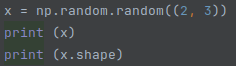 x = np.random.random((2, 3))
print (x)
print (x.shape)